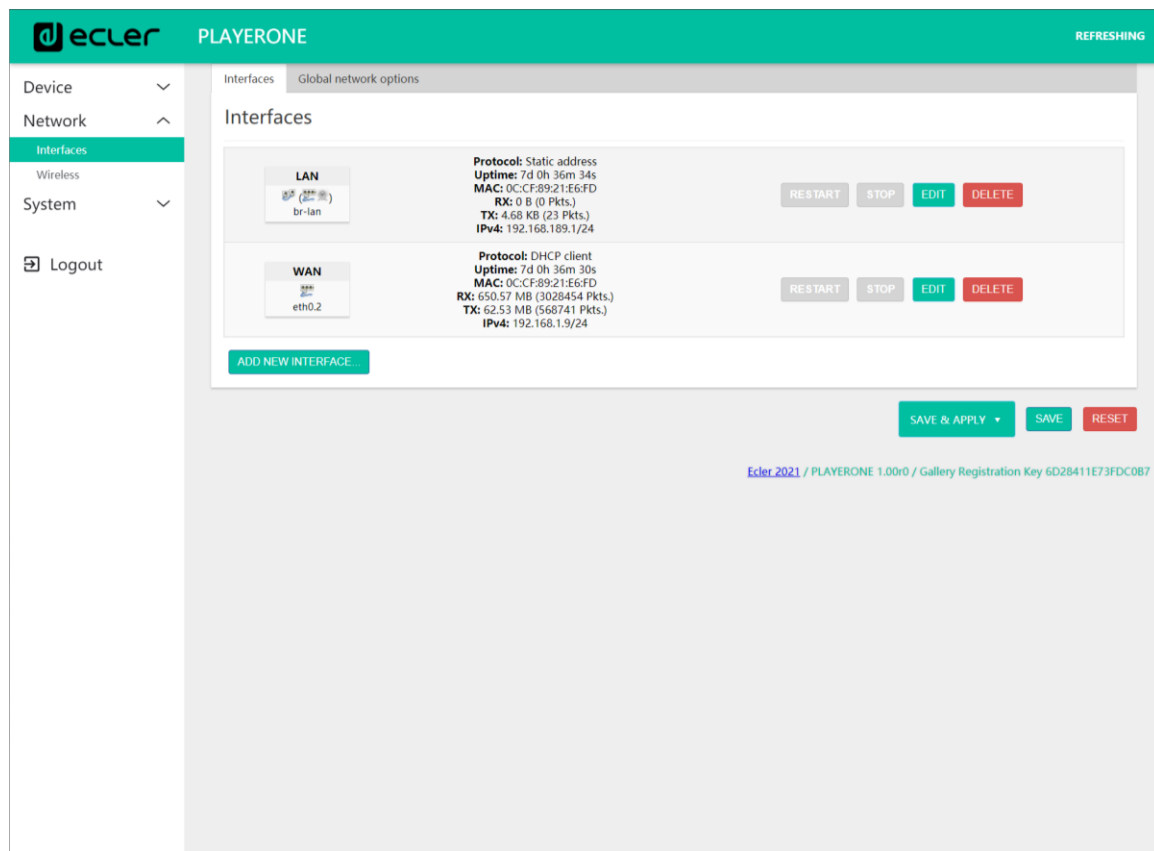 ecler
PLAYERONE
REFRESHING
Device
Network
Interfaces
Wireless
System
Logout
Interfaces
Global network options
Interfaces
LAN
br-lan
Protocol: Static address
Uptime: 7d 0h 36m 34s
MAC: 0C:CF:89:21:E6:FD
RX: 0 B (0 Pkts.)
TX: 4.68 KB (23 Pkts.)
IPv4: 192.168.189.1/24
RESTART
STOP
EDIT
DELETE
WAN
eth0.2
Protocol: DHCP client
Uptime: 7d 0h 36m 30s
MAC: 0C:CF:89:21:E6:FD
RX: 650.57 MB (3028454 Pkts.)
TX: 62.53 MB (568741 Pkts.)
IPv4: 192.168.1.9/24
RESTART
STOP
EDIT
DELETE
ADD NEW INTERFACE...
SAVE & APPLY
SAVE
RESET
Ecler 2021 / PLAYERONE 1.00r0 / Gallery Registration Key 6D28411E73FDC0B7